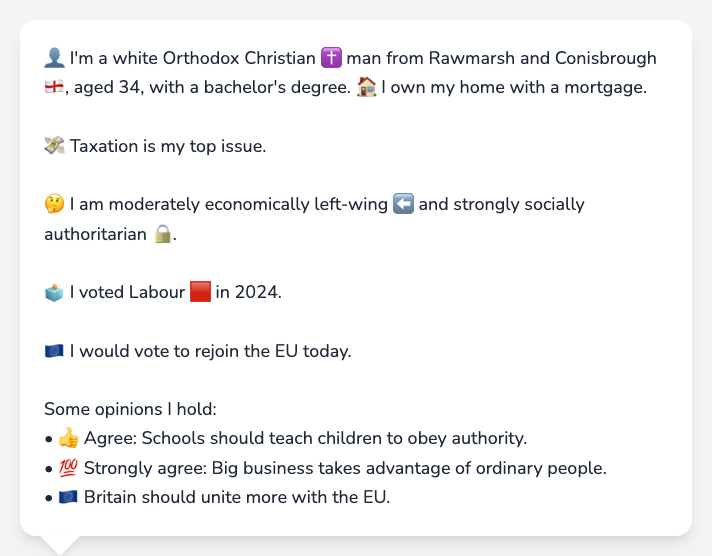 👤 I'm a white Orthodox Christian ✝️ man from Rawmarsh and Conisbrough
🏴󠁧󠁢󠁥󠁮󠁧󠁿, aged 34, with a bachelor's degree. 🏠 I own my home with a mortgage.
💸 Taxation is my top issue.
🤔 I am moderately economically left-wing ⬅️ and strongly socially
authoritarian 🔒.
🗳️ I voted Labour 🟥 in 2024.
🇪🇺 I would vote to rejoin the EU today.
Some opinions I hold:
• 👍 Agree: Schools should teach children to obey authority.
• 💯 Strongly agree: Big business takes advantage of ordinary people.
• 🇪🇺 Britain should unite more with the EU.